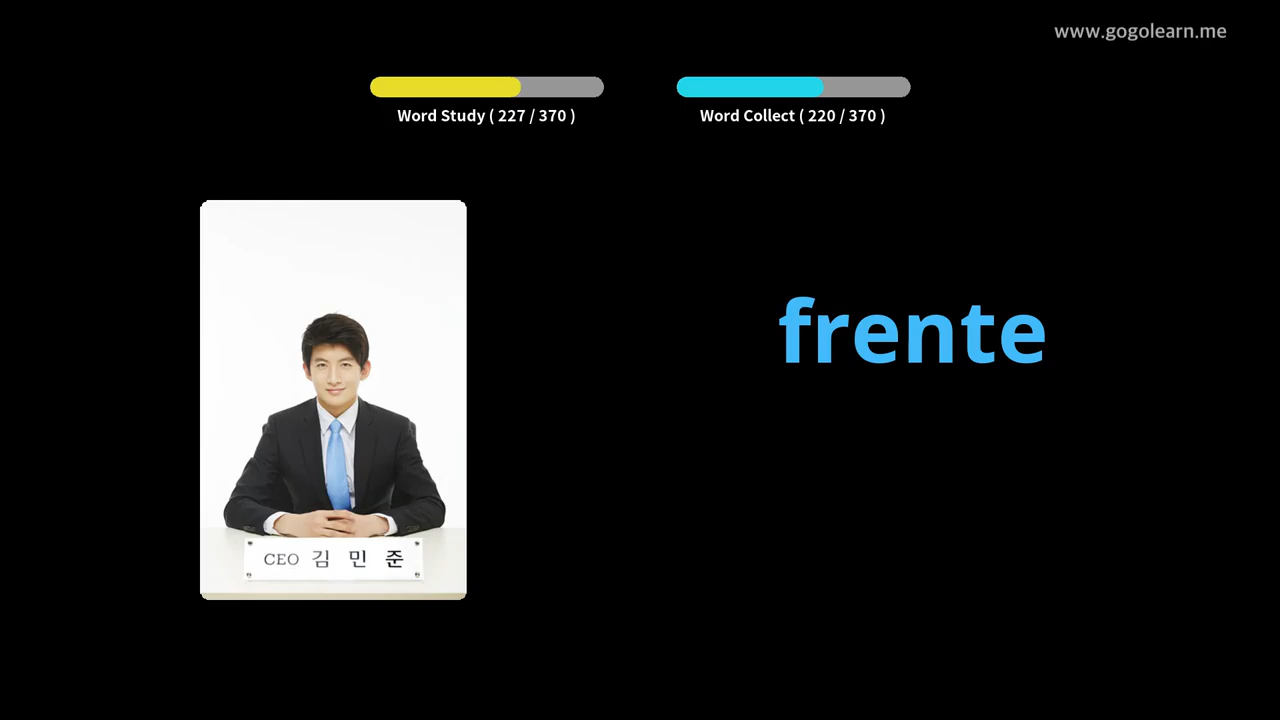 www.gogolearn.me
Word Study ( 227 / 370 )
Word Collect ( 220 / 370 )
frente
CEO 김 민 준